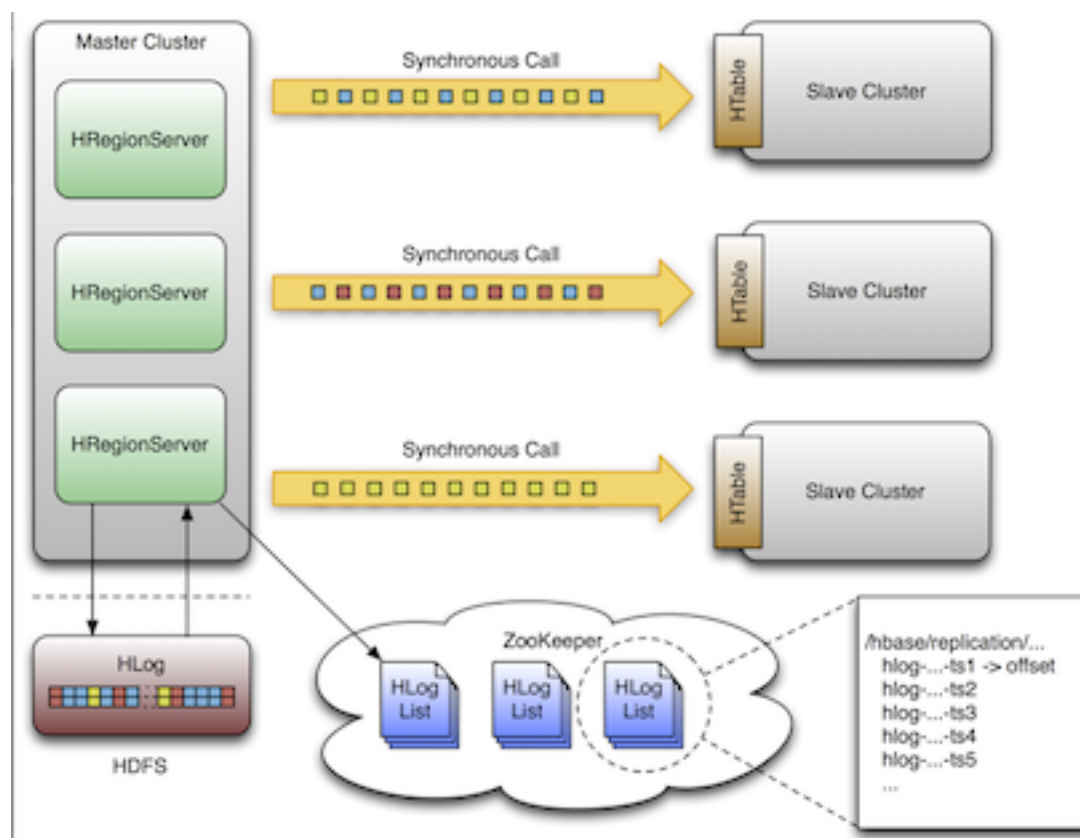 Master Cluster
HRegionServer
HRegionServer
HRegionServer
Synchronous Call
HTable
Slave Cluster
Synchronous Call
HTable
Slave Cluster
Synchronous Call
HTable
Slave Cluster
HLog
HDFS
ZooKeeper
HLog
List
HLog
List
HLog
List
/hbase/replication/...
hlog-...-ts1 -> offset
hlog-...-ts2
hlog-...-ts3
hlog-...-ts4
hlog-...-ts5
...